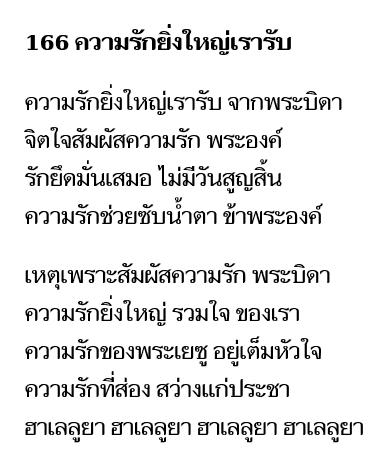 166 ความรักยิ่งใหญ่เรารับ
ความรักยิ่งใหญ่เรารับ จากพระบิดา
จิตใจสัมผัสความรัก พระองค์
รักยึดมั่นเสมอ ไม่มีวันสูญสิ้น
ความรักช่วยซับน้ำตา ข้าพระองค์
เหตุเพราะสัมผัสความรัก พระบิดา
ความรักยิ่งใหญ่ รวมใจ ของเรา
ความรักของพระเยซู อยู่เต็มหัวใจ
ความรักที่ส่อง สว่างแก่ประชา
ฮาเลลูยา ฮาเลลูยา ฮาเลลูยา ฮาเลลูยา